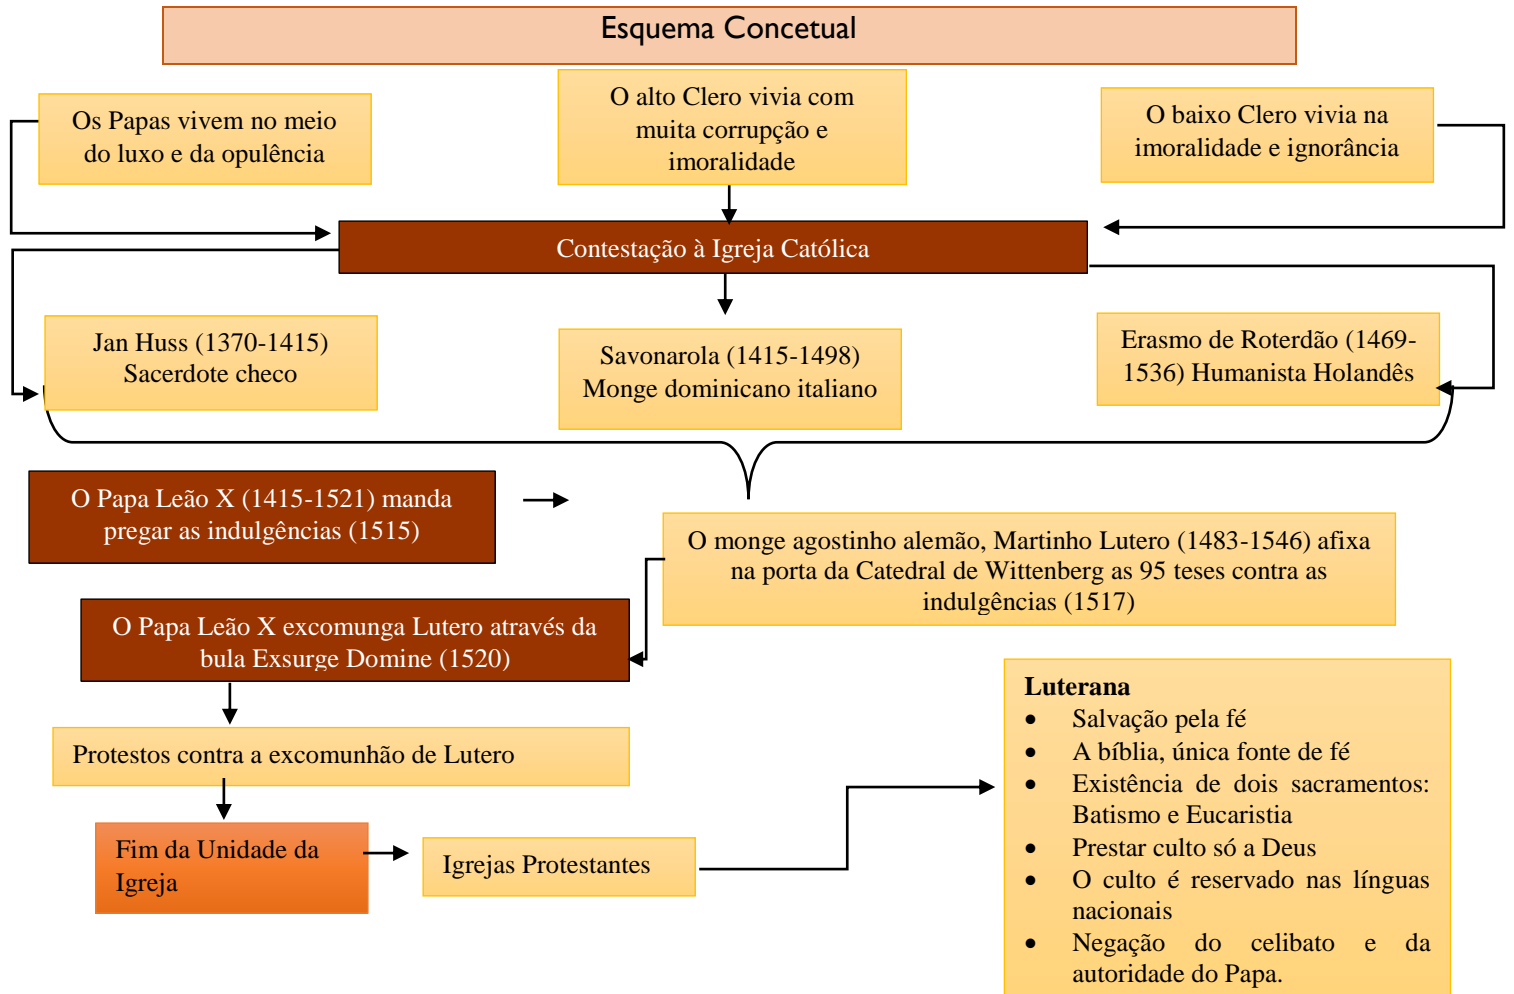 Esquema Concetual
Os Papas vivem no meio
do luxo e da opulência
O alto Clero vivia com
muita corrupção e
imoralidade
O baixo Clero vivia na
imoralidade e ignorância
Contestação à Igreja Católica
Jan Huss (1370-1415)
Sacerdote checo
Savonarola (1415-1498)
Monge dominicano italiano
Erasmo de Roterdão (1469-
1536) Humanista Holandês
O Papa Leão X (1415-1521) manda
pregar as indulgências (1515)
O monge agostinho alemão, Martinho Lutero (1483-1546) afixa
na porta da Catedral de Wittenberg as 95 teses contra as
indulgências (1517)
O Papa Leão X excomunga Lutero através da
bula Exsurge Domine (1520)
Protestos contra a excomunhão de Lutero
Fim da Unidade da
Igreja
Igrejas Protestantes
Luterana
• Salvação pela fé
• A bíblia, única fonte de fé
• Existência de dois sacramentos:
Batismo e Eucaristia
• Prestar culto só a Deus
• O culto é reservado nas línguas
nacionais
• Negação do celibato e da
autoridade do Papa.